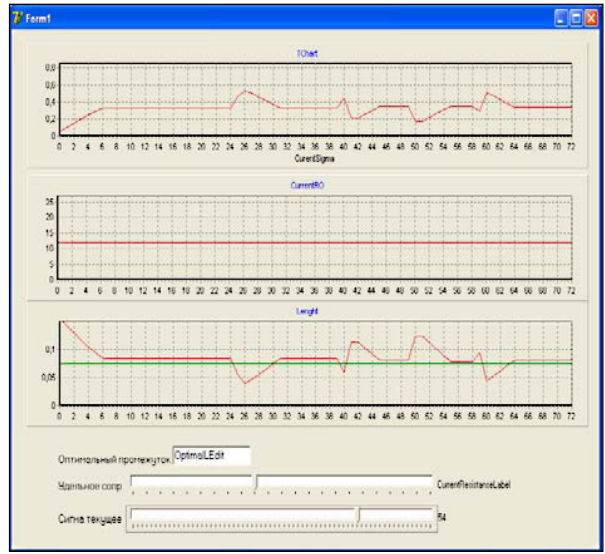 Form1
TChart
0,8
0,6
0,4
0,2
0
0 2 4 6 8 10 12 14 16 18 20 22 24 26 28 30 32 34 36 38 40 42 44 46 48 50 52 54 56 58 60 62 64 66 68 70 72
CurentSigma
CurrentRO
25
20
15
10
5
0
0 2 4 6 8 10 12 14 16 18 20 22 24 26 28 30 32 34 36 38 40 42 44 46 48 50 52 54 56 58 60 62 64 66 68 70 72
Lenght
0,1
0,05
0
0 2 4 6 8 10 12 14 16 18 20 22 24 26 28 30 32 34 36 38 40 42 44 46 48 50 52 54 56 58 60 62 64 66 68 70 72
Оптимольный промежуток OptimalLEdit
Удельное сопр CurrentResistanceLabel
Сигма текущее 54